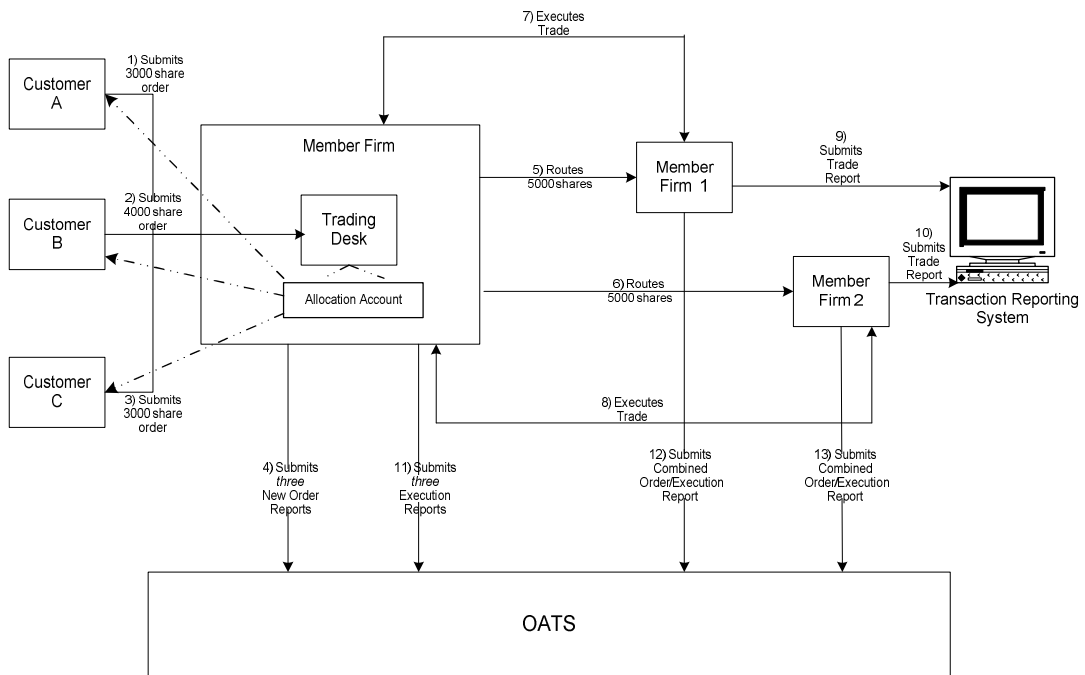 7) Executes
Trade
1) Submits
3000 share
order
Customer
A
Member Firm
5) Routes
5000 shares
Member
Firm 1
9)
Submits
Trade
Report
2) Submits
4000 share
order
Customer
B
Trading
Desk
Allocation Account
6) Routes
5000 shares
Member
Firm 2
10)
Submits
Trade
Report
Transaction Reporting
System
Customer
C
3) Submits
3000 share
order
8) Executes
Trade
4) Submits
three
New Order
Reports
11) Submits
three
Execution
Reports
12) Submits
Combined
Order/Execution
Report
13) Submits
Combined
Order/Execution
Report
OATS